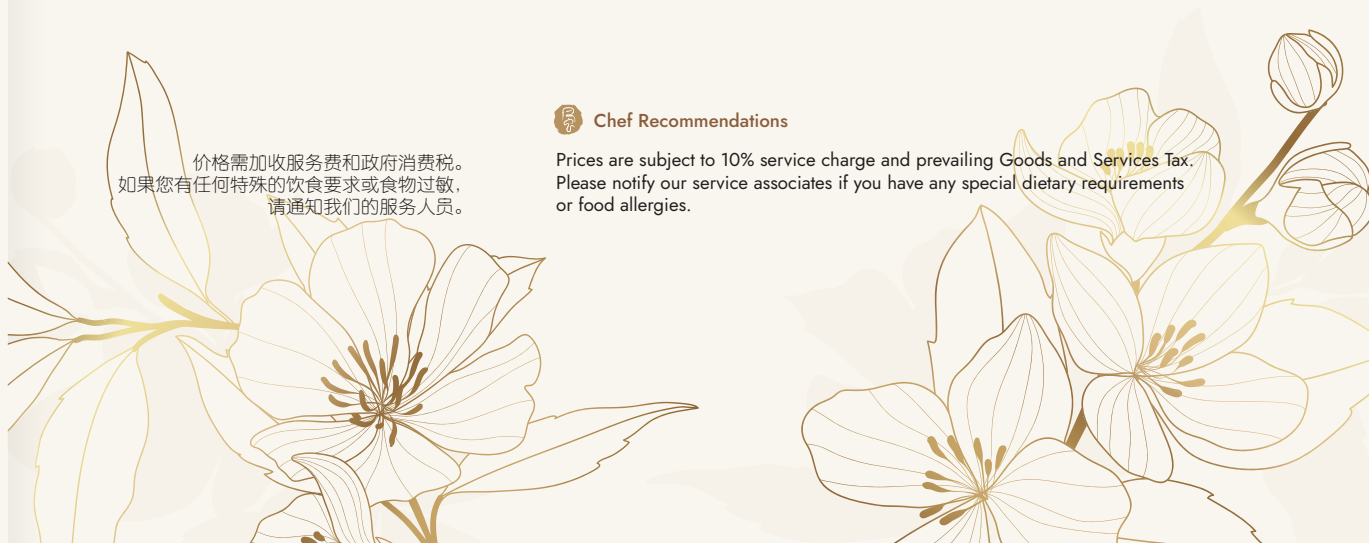 Chef Recommendations
价格需加收服务费和政府消费税。
如果您有任何特殊的饮食要求或食物过敏，
请通知我们的服务人员。
Prices are subject to 10% service charge and prevailing Goods and Services Tax.
Please notify our service associates if you have any special dietary requirements
or food allergies.